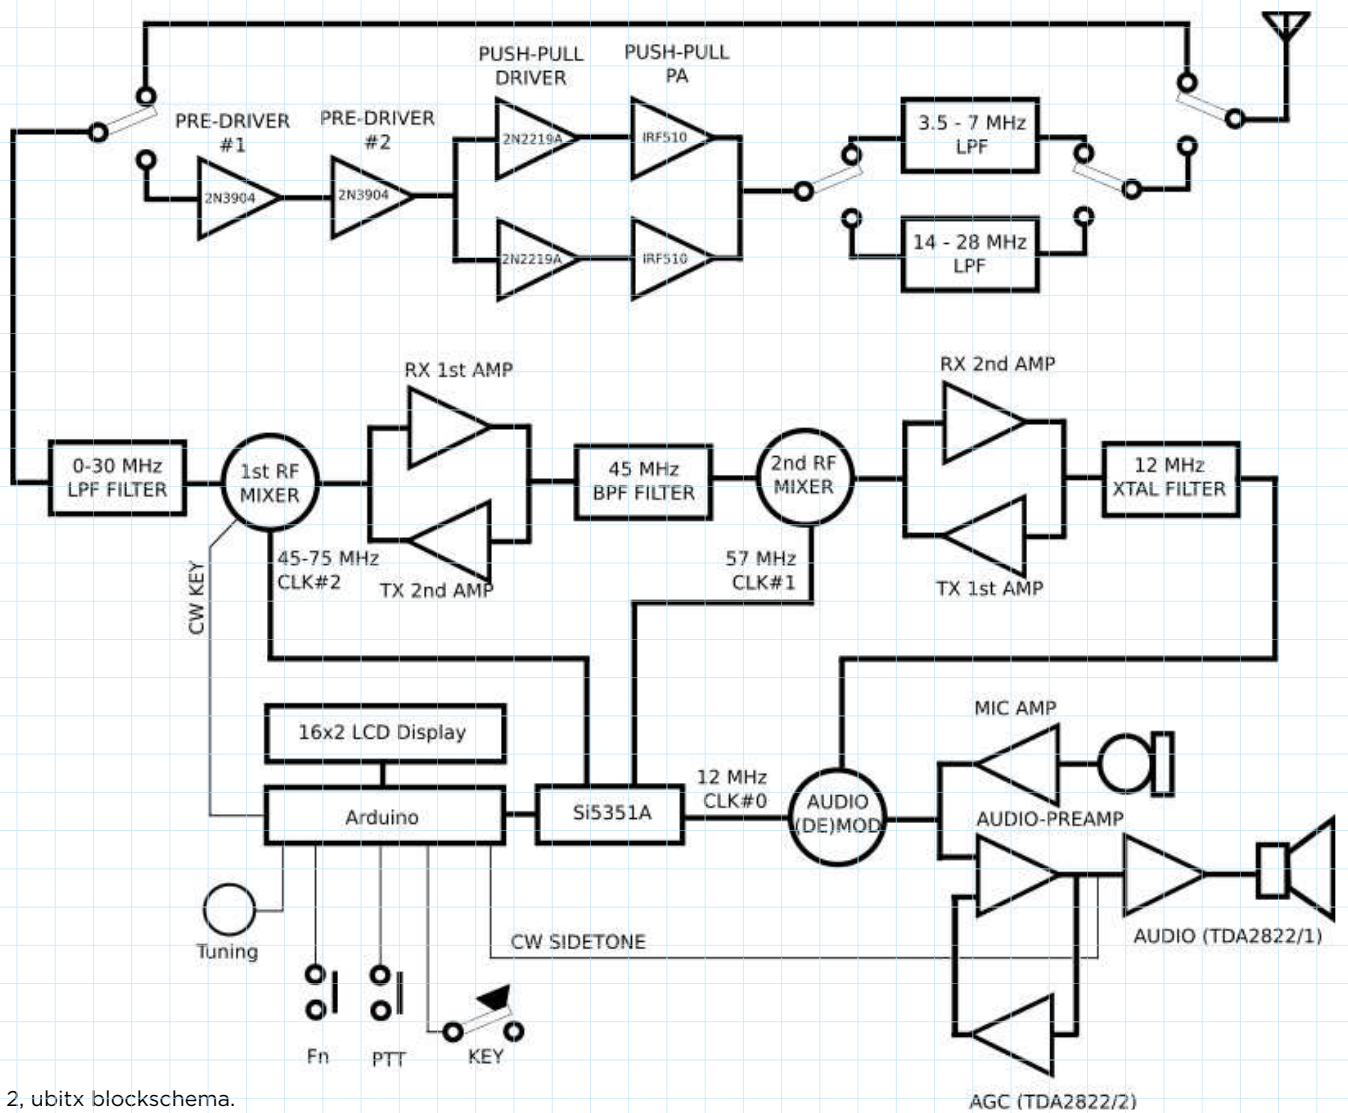 PUSH-PULL
DRIVER
PUSH-PULL
PA
PRE-DRIVER
#1
PRE-DRIVER
#2
2N3904
2N3904
2N2219A
IRF510
2N2219A
IRF510
3.5 - 7 MHz
LPF
14 - 28 MHz
LPF
RX 1st AMP
RX 2nd AMP
0-30 MHz
LPF FILTER
1st RF
MIXER
45 MHz
BPF FILTER
2nd RF
MIXER
12 MHz
XTAL FILTER
45-75 MHz
CLK#2
TX 2nd AMP
57 MHz
CLK#1
TX 1st AMP
CW KEY
16x2 LCD Display
Arduino
Si5351A
12 MHz
CLK#0
AUDIO
(DE)MOD
MIC AMP
AUDIO-PREAMP
AUDIO (TDA2822/1)
CW SIDETONE
Tuning
Fn
PTT
KEY
AGC (TDA2822/2)
2, ubitx blockschema.